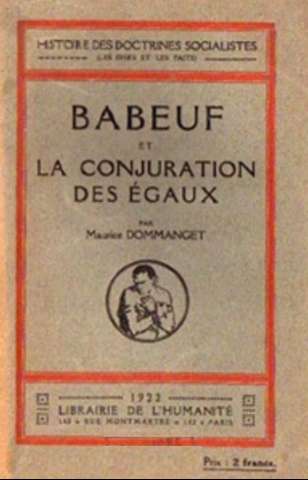 HISTOIRE DES DOCTRINES SOCIALISTES
(LES IDÉES ET LES FAITS)
BABEUF
ET
LA CONJURATION
DES ÉGAUX
PAR
Maurice DOMMANGET
1922
LIBRAIRIE DE L'HUMANITÉ
142 RUE MONTMARTRE 142 PARIS
Prix : 2 francs.